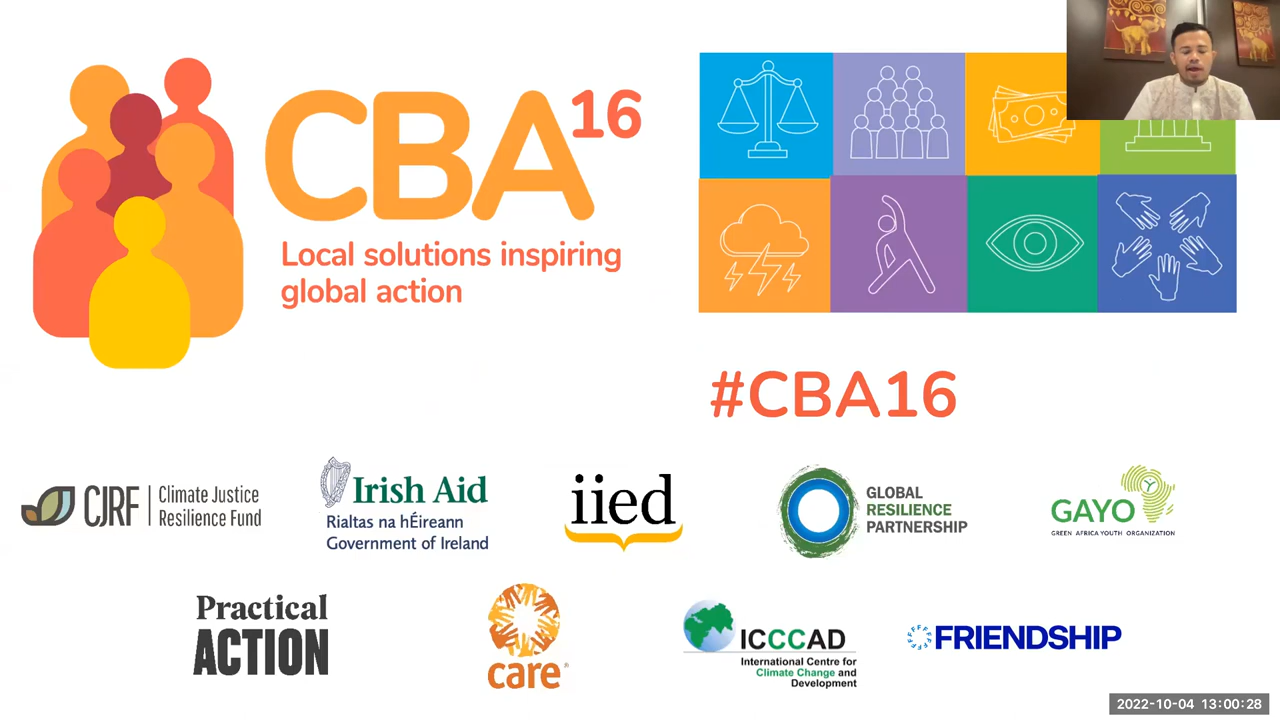 CBA16
Local solutions inspiring
global action
#CBA16
CJRF
Climate Justice
Resilience Fund
Irish Aid
Rialtas na hÉireann
Government of Ireland
iied
GLOBAL
RESILIENCE
PARTNERSHIP
GAYO
GREEN AFRICA YOUTH ORGANIZATION
Practical
ACTION
care®
ICCCAD
International Centre for
Climate Change and
Development
FRIENDSHIP
2022-10-04 13:00:28